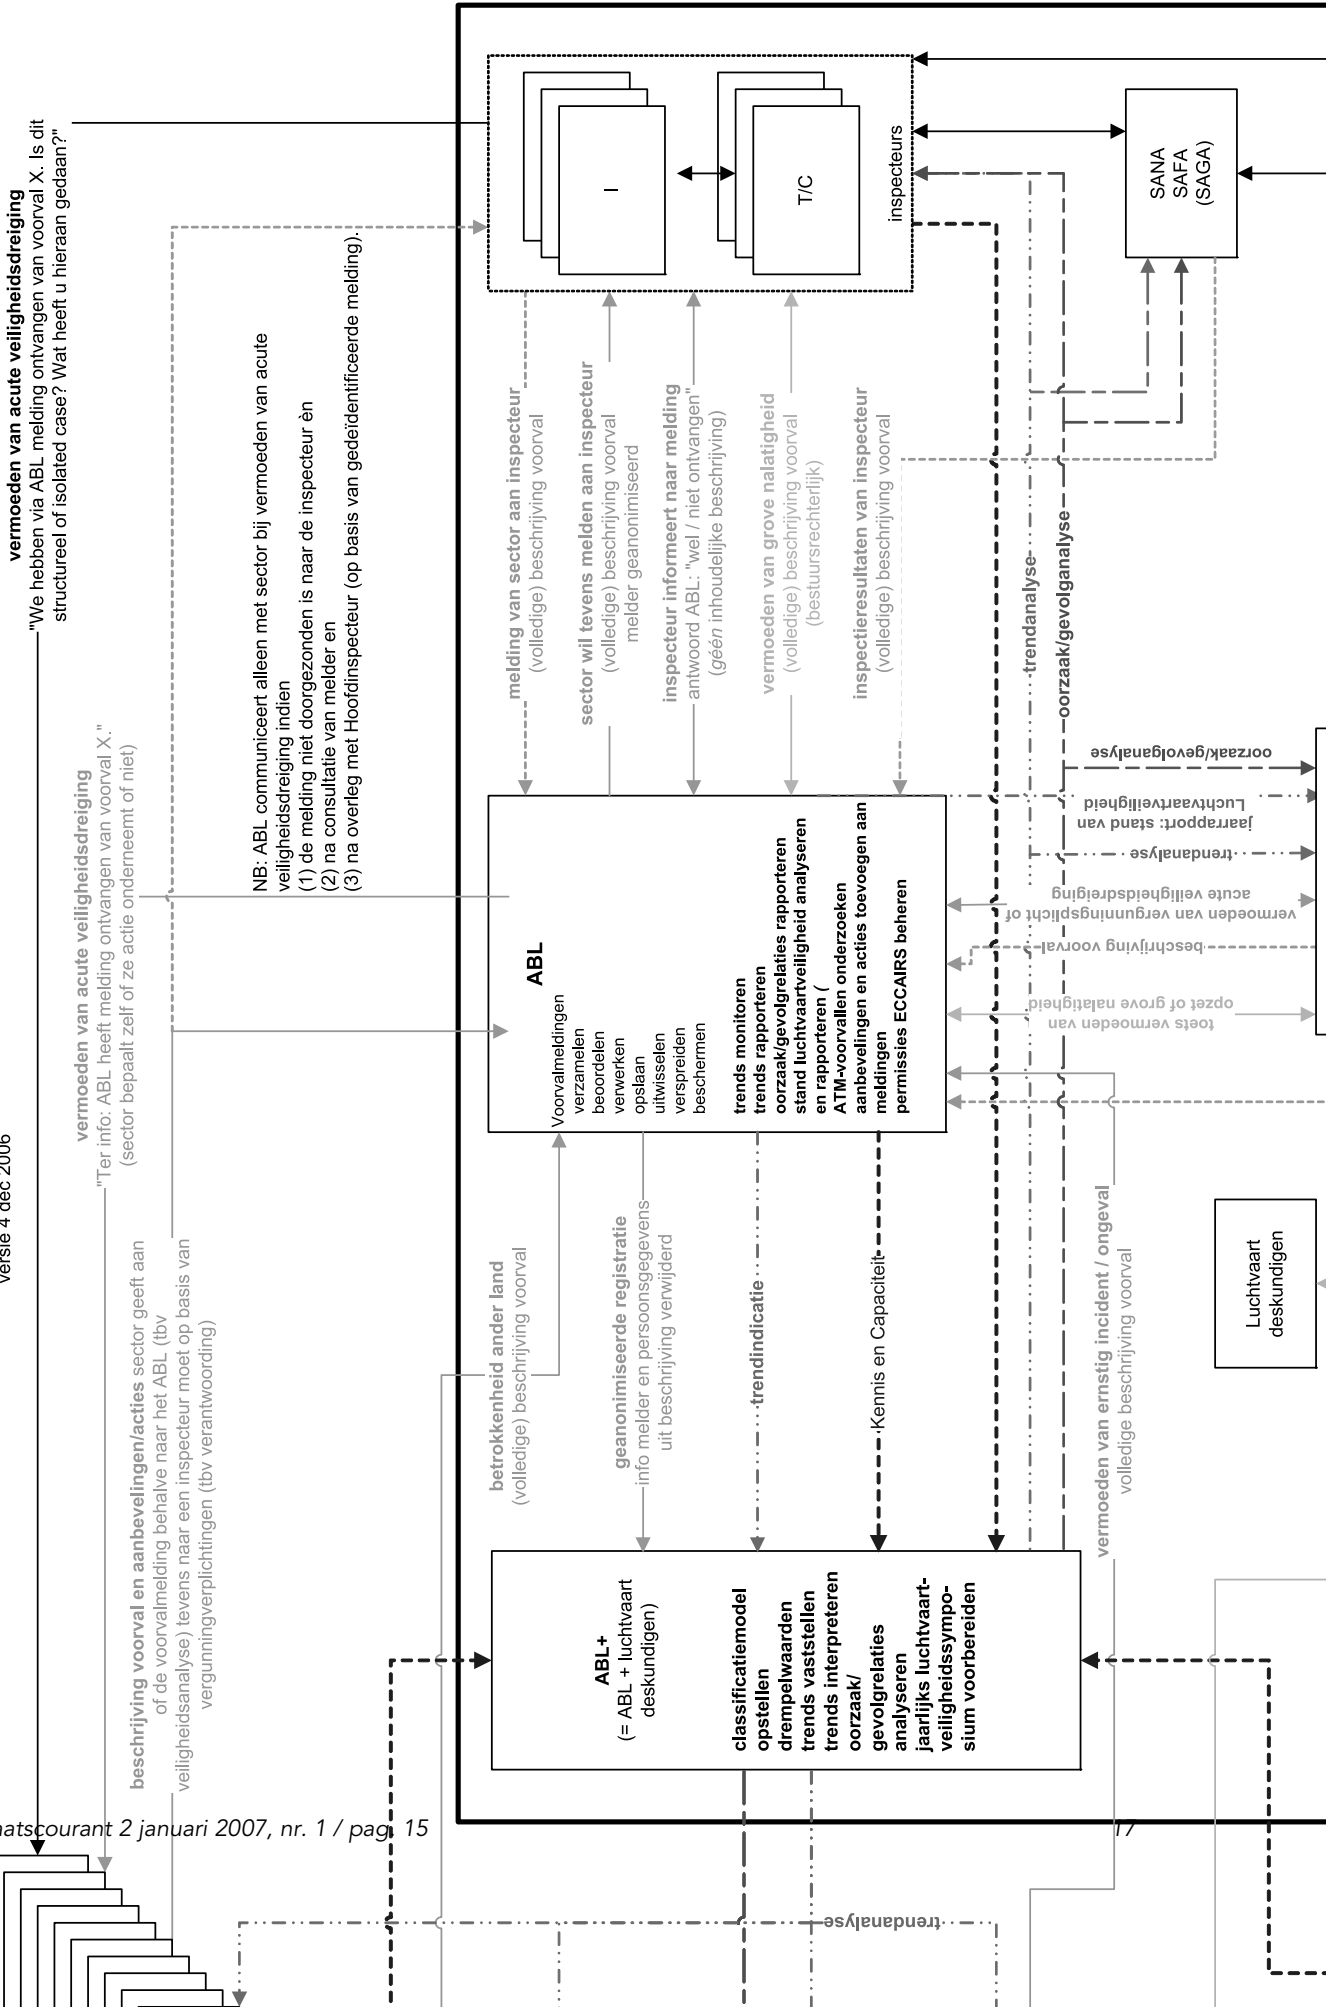 versie 4 dec 2006
vermoeden van acute veiligheidsdreiging
"We hebben via ABL melding ontvangen van voorval X. Is dit
structureel of isolated case? Wat heeft u hieraan gedaan?"
vermoeden van acute veiligheidsdreiging
"Ter info: ABL heeft melding ontvangen van voorval X."
(sector bepaalt zelf of ze actie onderneemt of niet)
beschrijving voorval en aanbevelingen/acties sector geeft aan
of de voorvalmelding behalve naar het ABL (tbv
veiligheidsanalyse) tevens naar een inspecteur moet op basis van
vergunningverplichtingen (tbv verantwoording)
NB: ABL communiceert alleen met sector bij vermoeden van acute
veiligheidsdreiging indien
(1) de melding niet doorgezonden is naar de inspecteur èn
(2) na consultatie van melder en
(3) na overleg met Hoofdinspecteur (op basis van gedeïdentificeerde melding).
I
T/C
inspecteurs
SANA
SAFA
(SAGA)
melding van sector aan inspecteur
(volledige) beschrijving voorval
sector wil tevens melden aan inspecteur
(volledige) beschrijving voorval
melder geanonimiseerd
inspecteur informeert naar melding
antwoord ABL: "wel / niet ontvangen"
(géén inhoudelijke beschrijving)
vermoeden van grove nalatigheid
(volledige) beschrijving voorval
(bestuursrechterlijk)
inspectieresultaten van inspecteur
(volledige) beschrijving voorval
trendanalyse
oorzaak/gevolganalyse
ABL
Voorvalmeldingen
verzamelen
beoordelen
verwerken
opslaan
uitwisselen
verspreiden
beschermen
trends monitoren
trends rapporteren
oorzaak/gevolgrelaties rapporteren
stand luchtvaartveiligheid analyseren
en rapporteren (
ATM-voorvallen onderzoeken
aanbevelingen en acties toevoegen aan
meldingen
permissies ECCAIRS beheren
oorzaak/gevolganalyse
jaarrapport: stand van
Luchtvaartveiligheid
trendanalyse
vermoeden van vergunningsplicht of
acute veiligheidsdreiging
beschrijving voorval
toets vermoeden van
opzet of grove nalatigheid
betrokkenheid ander land
(volledige) beschrijving voorval
geanonimiseerde registratie
info melder en persoonsgegevens
uit beschrijving verwijderd
trendindicatie
Kennis en Capaciteit
vermoeden van ernstig incident / ongeval
volledige beschrijving voorval
Luchtvaart
deskundigen
ABL+
(= ABL + luchtvaart
deskundigen)
classificatiemodel
opstellen
drempelwaarden
trends vaststellen
trends interpreteren
oorzaak/
gevolgrelaties
analyseren
jaarlijks luchtvaart-
veiligheidssympo-
sium voorbereiden
trendanalyse
aatscourant 2 januari 2007, nr. 1 / pag. 15
17